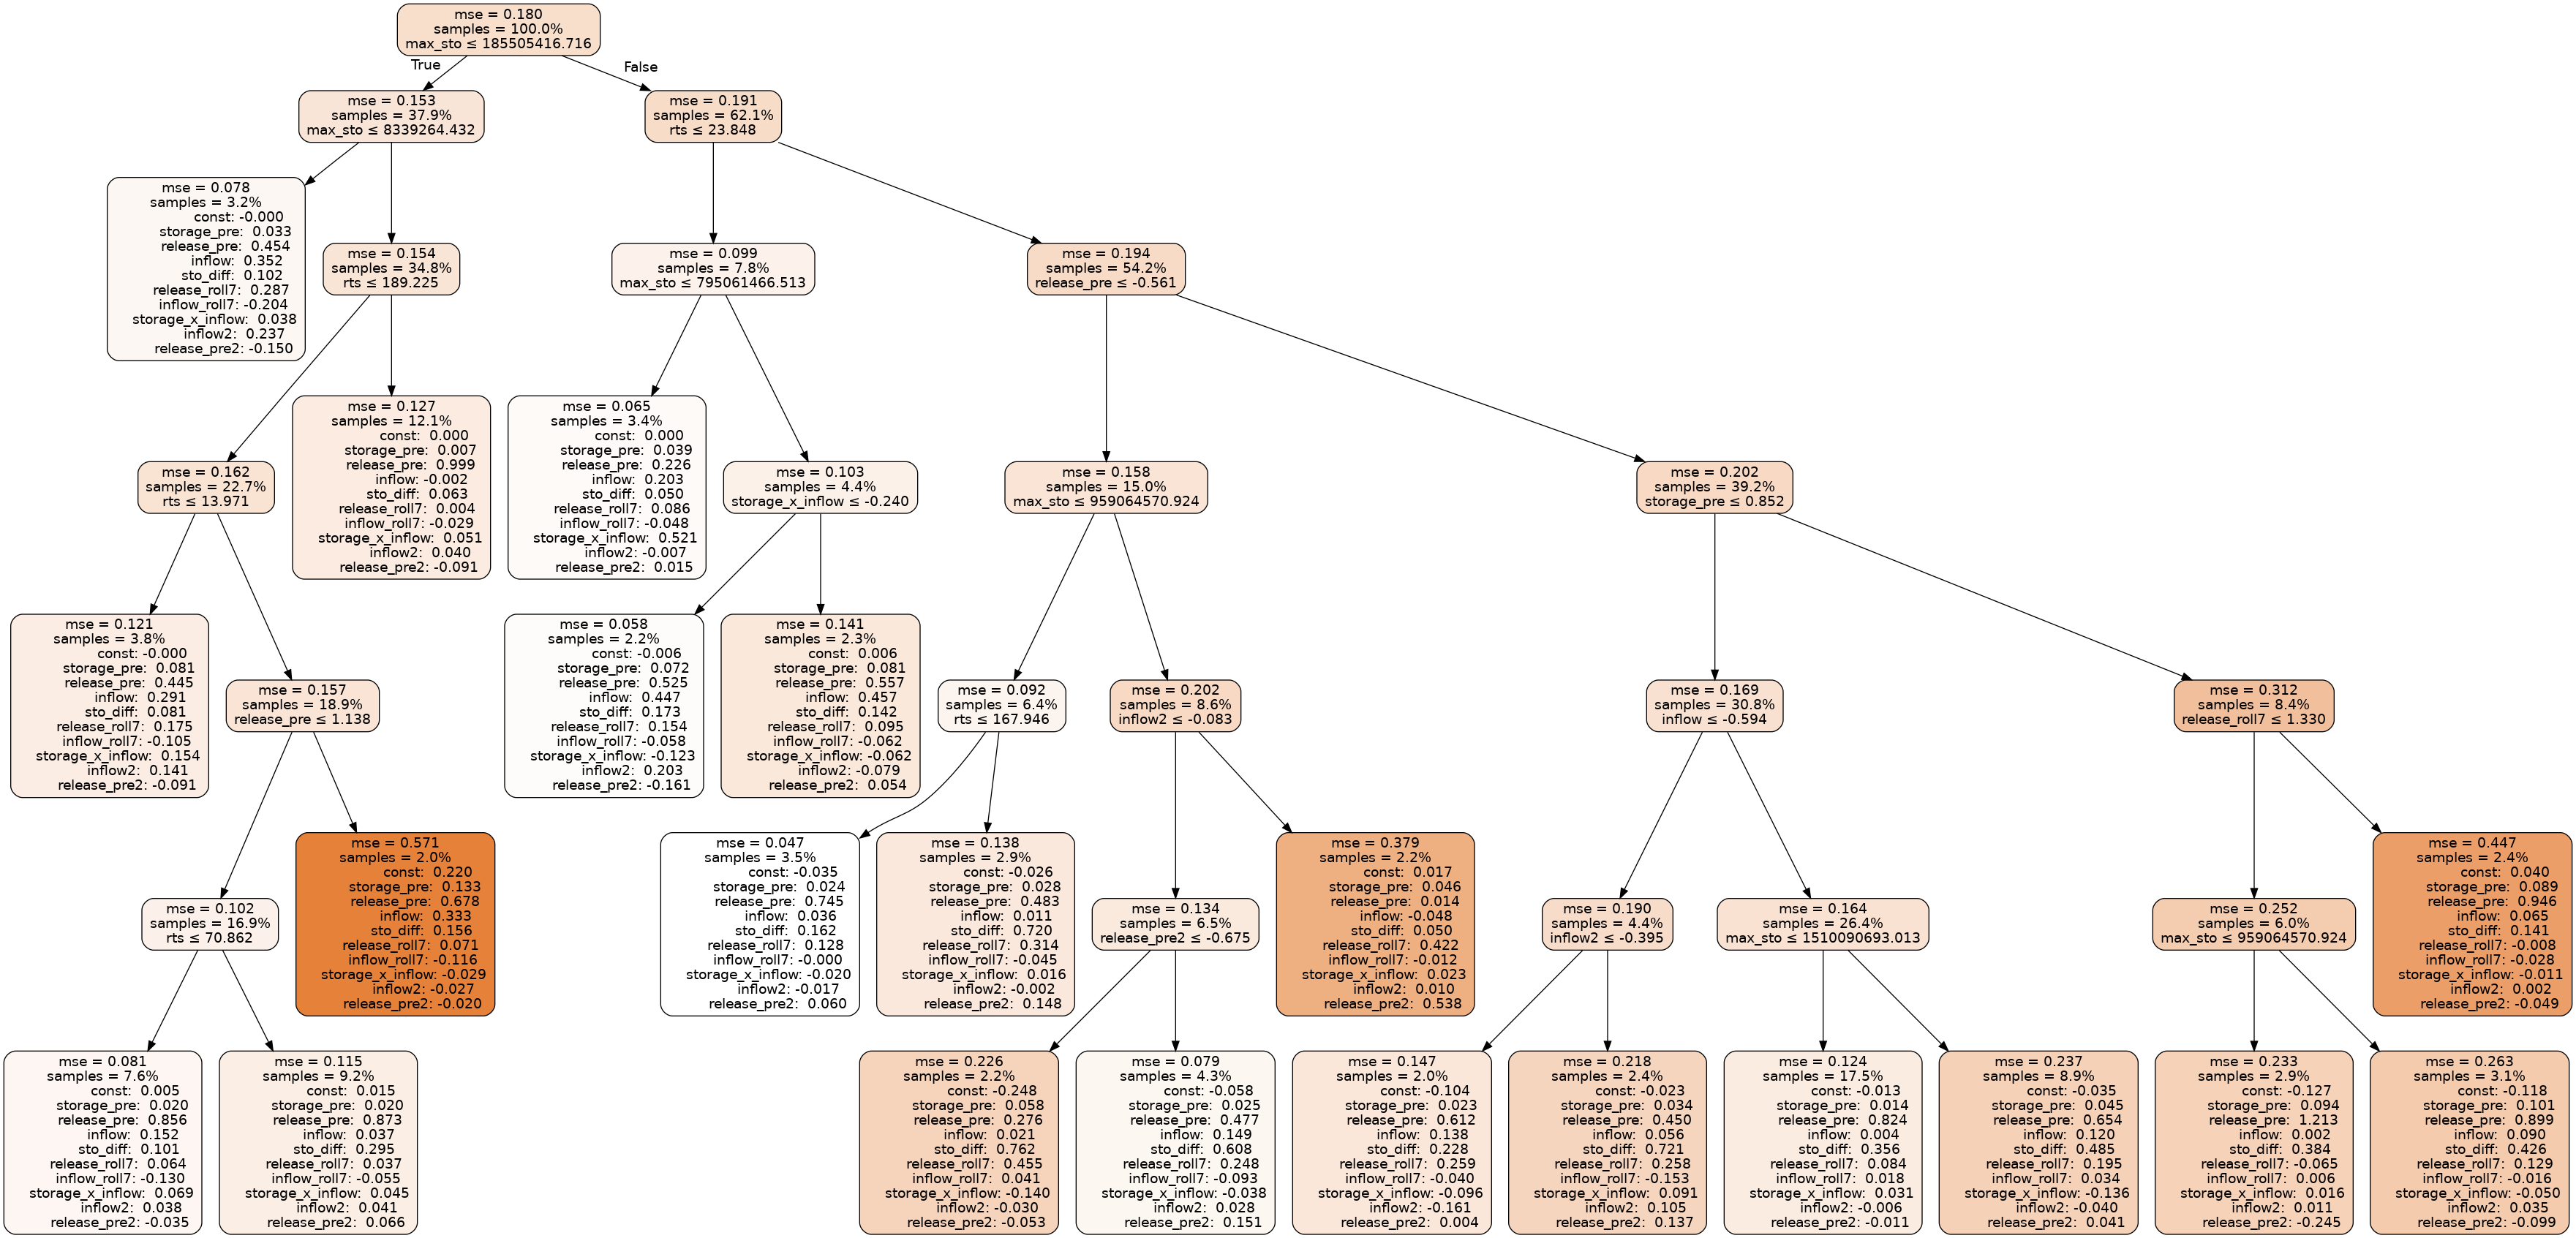 mse = 0.180
samples = 100.0%
max_sto ≤ 185505416.716
True
False
mse = 0.153
samples = 37.9%
max_sto ≤ 8339264.432
mse = 0.191
samples = 62.1%
rts ≤ 23.848
mse = 0.078
samples = 3.2%
const: -0.000
storage_pre: 0.033
release_pre: 0.454
inflow: 0.352
sto_diff: 0.102
release_roll7: 0.287
inflow_roll7: -0.204
storage_x_inflow: 0.038
inflow2: 0.237
release_pre2: -0.150
mse = 0.154
samples = 34.8%
rts ≤ 189.225
mse = 0.099
samples = 7.8%
max_sto ≤ 795061466.513
mse = 0.194
samples = 54.2%
release_pre ≤ -0.561
mse = 0.162
samples = 22.7%
rts ≤ 13.971
mse = 0.127
samples = 12.1%
const: 0.000
storage_pre: 0.007
release_pre: 0.999
inflow: -0.002
sto_diff: 0.063
release_roll7: 0.004
inflow_roll7: -0.029
storage_x_inflow: 0.051
inflow2: 0.040
release_pre2: -0.091
mse = 0.065
samples = 3.4%
const: 0.000
storage_pre: 0.039
release_pre: 0.226
inflow: 0.203
sto_diff: 0.050
release_roll7: 0.086
inflow_roll7: -0.048
storage_x_inflow: 0.521
inflow2: -0.007
release_pre2: 0.015
mse = 0.103
samples = 4.4%
storage_x_inflow ≤ -0.240
mse = 0.158
samples = 15.0%
max_sto ≤ 959064570.924
mse = 0.202
samples = 39.2%
storage_pre ≤ 0.852
mse = 0.121
samples = 3.8%
const: -0.000
storage_pre: 0.081
release_pre: 0.445
inflow: 0.291
sto_diff: 0.081
release_roll7: 0.175
inflow_roll7: -0.105
storage_x_inflow: 0.154
inflow2: 0.141
release_pre2: -0.091
mse = 0.157
samples = 18.9%
release_pre ≤ 1.138
mse = 0.058
samples = 2.2%
const: -0.006
storage_pre: 0.072
release_pre: 0.525
inflow: 0.447
sto_diff: 0.173
release_roll7: 0.154
inflow_roll7: -0.058
storage_x_inflow: -0.123
inflow2: 0.203
release_pre2: -0.161
mse = 0.141
samples = 2.3%
const: 0.006
storage_pre: 0.081
release_pre: 0.557
inflow: 0.457
sto_diff: 0.142
release_roll7: 0.095
inflow_roll7: -0.062
storage_x_inflow: -0.062
inflow2: -0.079
release_pre2: 0.054
mse = 0.092
samples = 6.4%
rts ≤ 167.946
mse = 0.202
samples = 8.6%
inflow2 ≤ -0.083
mse = 0.169
samples = 30.8%
inflow ≤ -0.594
mse = 0.312
samples = 8.4%
release_roll7 ≤ 1.330
mse = 0.102
samples = 16.9%
rts ≤ 70.862
mse = 0.571
samples = 2.0%
const: 0.220
storage_pre: 0.133
release_pre: 0.678
inflow: 0.333
sto_diff: 0.156
release_roll7: 0.071
inflow_roll7: -0.116
storage_x_inflow: -0.029
inflow2: -0.027
release_pre2: -0.020
mse = 0.047
samples = 3.5%
const: -0.035
storage_pre: 0.024
release_pre: 0.745
inflow: 0.036
sto_diff: 0.162
release_roll7: 0.128
inflow_roll7: -0.000
storage_x_inflow: -0.020
inflow2: -0.017
release_pre2: 0.060
mse = 0.138
samples = 2.9%
const: -0.026
storage_pre: 0.028
release_pre: 0.483
inflow: 0.011
sto_diff: 0.720
release_roll7: 0.314
inflow_roll7: -0.045
storage_x_inflow: 0.016
inflow2: -0.002
release_pre2: 0.148
mse = 0.134
samples = 6.5%
release_pre2 ≤ -0.675
mse = 0.379
samples = 2.2%
const: 0.017
storage_pre: 0.046
release_pre: 0.014
inflow: -0.048
sto_diff: 0.050
release_roll7: 0.422
inflow_roll7: -0.012
storage_x_inflow: 0.023
inflow2: 0.010
release_pre2: 0.538
mse = 0.190
samples = 4.4%
inflow2 ≤ -0.395
mse = 0.164
samples = 26.4%
max_sto ≤ 1510090693.013
mse = 0.252
samples = 6.0%
max_sto ≤ 959064570.924
mse = 0.447
samples = 2.4%
const: 0.040
storage_pre: 0.089
release_pre: 0.946
inflow: 0.065
sto_diff: 0.141
release_roll7: -0.008
inflow_roll7: -0.028
storage_x_inflow: -0.011
inflow2: 0.002
release_pre2: -0.049
mse = 0.081
samples = 7.6%
const: 0.005
storage_pre: 0.020
release_pre: 0.856
inflow: 0.152
sto_diff: 0.101
release_roll7: 0.064
inflow_roll7: -0.130
storage_x_inflow: 0.069
inflow2: 0.038
release_pre2: -0.035
mse = 0.115
samples = 9.2%
const: 0.015
storage_pre: 0.020
release_pre: 0.873
inflow: 0.037
sto_diff: 0.295
release_roll7: 0.037
inflow_roll7: -0.055
storage_x_inflow: 0.045
inflow2: 0.041
release_pre2: 0.066
mse = 0.226
samples = 2.2%
const: -0.248
storage_pre: 0.058
release_pre: 0.276
inflow: 0.021
sto_diff: 0.762
release_roll7: 0.455
inflow_roll7: 0.041
storage_x_inflow: -0.140
inflow2: -0.030
release_pre2: -0.053
mse = 0.079
samples = 4.3%
const: -0.058
storage_pre: 0.025
release_pre: 0.477
inflow: 0.149
sto_diff: 0.608
release_roll7: 0.248
inflow_roll7: -0.093
storage_x_inflow: -0.038
inflow2: 0.028
release_pre2: 0.151
mse = 0.147
samples = 2.0%
const: -0.104
storage_pre: 0.023
release_pre: 0.612
inflow: 0.138
sto_diff: 0.228
release_roll7: 0.259
inflow_roll7: -0.040
storage_x_inflow: -0.096
inflow2: -0.161
release_pre2: 0.004
mse = 0.218
samples = 2.4%
const: -0.023
storage_pre: 0.034
release_pre: 0.450
inflow: 0.056
sto_diff: 0.721
release_roll7: 0.258
inflow_roll7: -0.153
storage_x_inflow: 0.091
inflow2: 0.105
release_pre2: 0.137
mse = 0.124
samples = 17.5%
const: -0.013
storage_pre: 0.014
release_pre: 0.824
inflow: 0.004
sto_diff: 0.356
release_roll7: 0.084
inflow_roll7: 0.018
storage_x_inflow: 0.031
inflow2: -0.006
release_pre2: -0.011
mse = 0.237
samples = 8.9%
const: -0.035
storage_pre: 0.045
release_pre: 0.654
inflow: 0.120
sto_diff: 0.485
release_roll7: 0.195
inflow_roll7: 0.034
storage_x_inflow: -0.136
inflow2: -0.040
release_pre2: 0.041
mse = 0.233
samples = 2.9%
const: -0.127
storage_pre: 0.094
release_pre: 1.213
inflow: 0.002
sto_diff: 0.384
release_roll7: -0.065
inflow_roll7: 0.006
storage_x_inflow: 0.016
inflow2: 0.011
release_pre2: -0.245
mse = 0.263
samples = 3.1%
const: -0.118
storage_pre: 0.101
release_pre: 0.899
inflow: 0.090
sto_diff: 0.426
release_roll7: 0.129
inflow_roll7: -0.016
storage_x_inflow: -0.050
inflow2: 0.035
release_pre2: -0.099